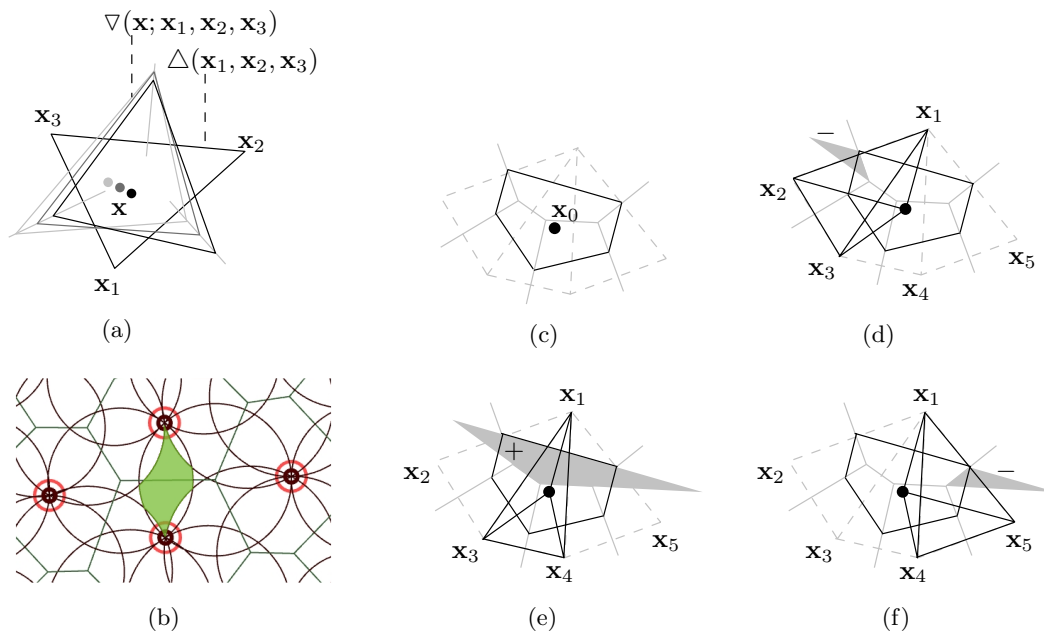 ▽(x; x₁, x₂, x₃)
△(x₁, x₂, x₃)
x₃
x₂
x
x₁
(a)
x₀
(c)
x₁
−
x₂
x₃
x₄
x₅
(d)
(b)
x₁
+
x₂
x₃
x₄
x₅
(e)
x₁
x₂
−
x₃
x₄
x₅
(f)